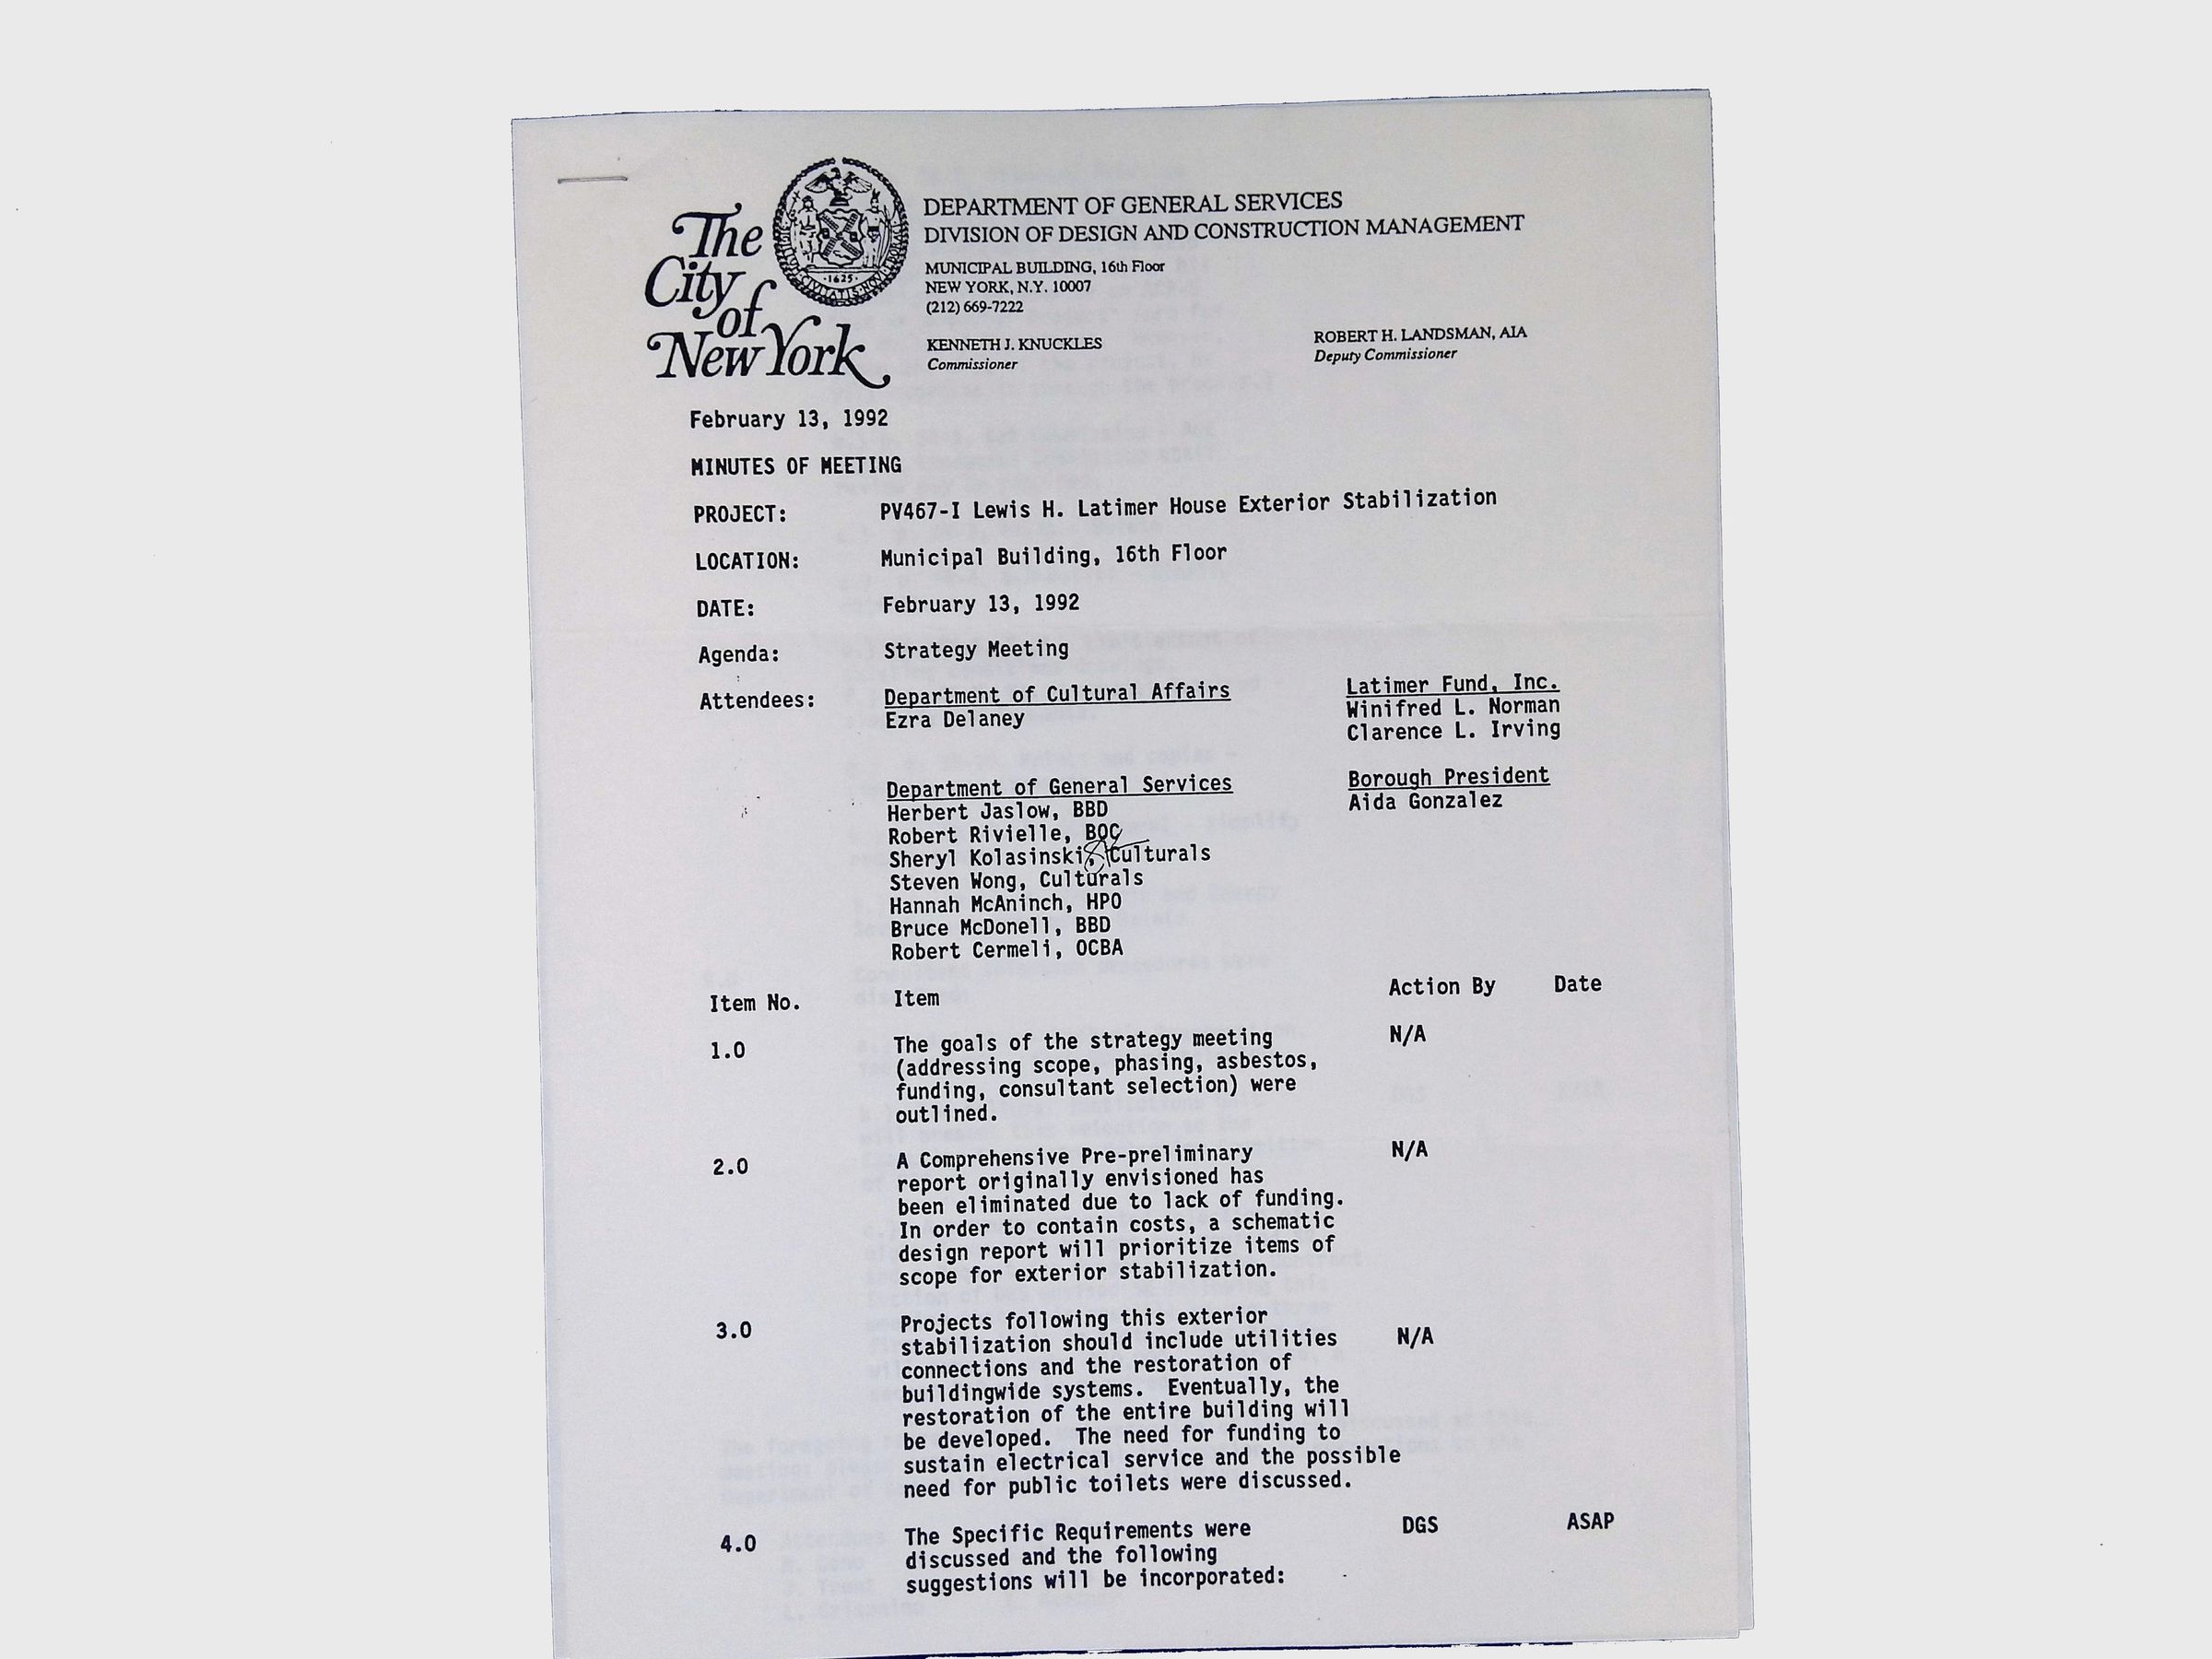 The
City
of
New York
1625
DEPARTMENT OF GENERAL SERVICES
DIVISION OF DESIGN AND CONSTRUCTION MANAGEMENT
MUNICIPAL BUILDING, 16th Floor
NEW YORK, N.Y. 10007
(212) 669-7222
KENNETH J. KNUCKLES
Commissioner
ROBERT H. LANDSMAN, AIA
Deputy Commissioner
February 13, 1992
MINUTES OF MEETING
PROJECT: PV467-I Lewis H. Latimer House Exterior Stabilization
LOCATION: Municipal Building, 16th Floor
DATE: February 13, 1992
Agenda: Strategy Meeting
Attendees: Department of Cultural Affairs
Ezra Delaney
Latimer Fund, Inc.
Winifred L. Norman
Clarence L. Irving
Department of General Services
Herbert Jaslow, BBD
Robert Rivielle, BOC
Sheryl Kolasinski, Culturals
Steven Wong, Culturals
Hannah McAninch, HPO
Bruce McDonell, BBD
Robert Cermeli, OCBA
Borough President
Aida Gonzalez
Item No. Item Action By Date
1.0 The goals of the strategy meeting N/A
(addressing scope, phasing, asbestos,
funding, consultant selection) were
outlined.
2.0 A Comprehensive Pre-preliminary N/A
report originally envisioned has
been eliminated due to lack of funding.
In order to contain costs, a schematic
design report will prioritize items of
scope for exterior stabilization.
3.0 Projects following this exterior
stabilization should include utilities N/A
connections and the restoration of
buildingwide systems. Eventually, the
restoration of the entire building will
be developed. The need for funding to
sustain electrical service and the possible
need for public toilets were discussed.
4.0 The Specific Requirements were DGS ASAP
discussed and the following
suggestions will be incorporated: